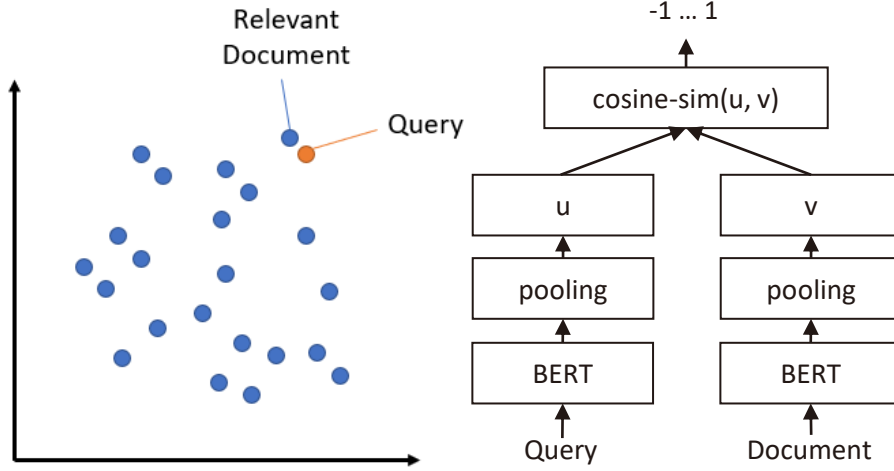 Relevant
Document
Query
-1 ... 1
cosine-sim(u, v)
u
v
pooling
pooling
BERT
BERT
Query
Document